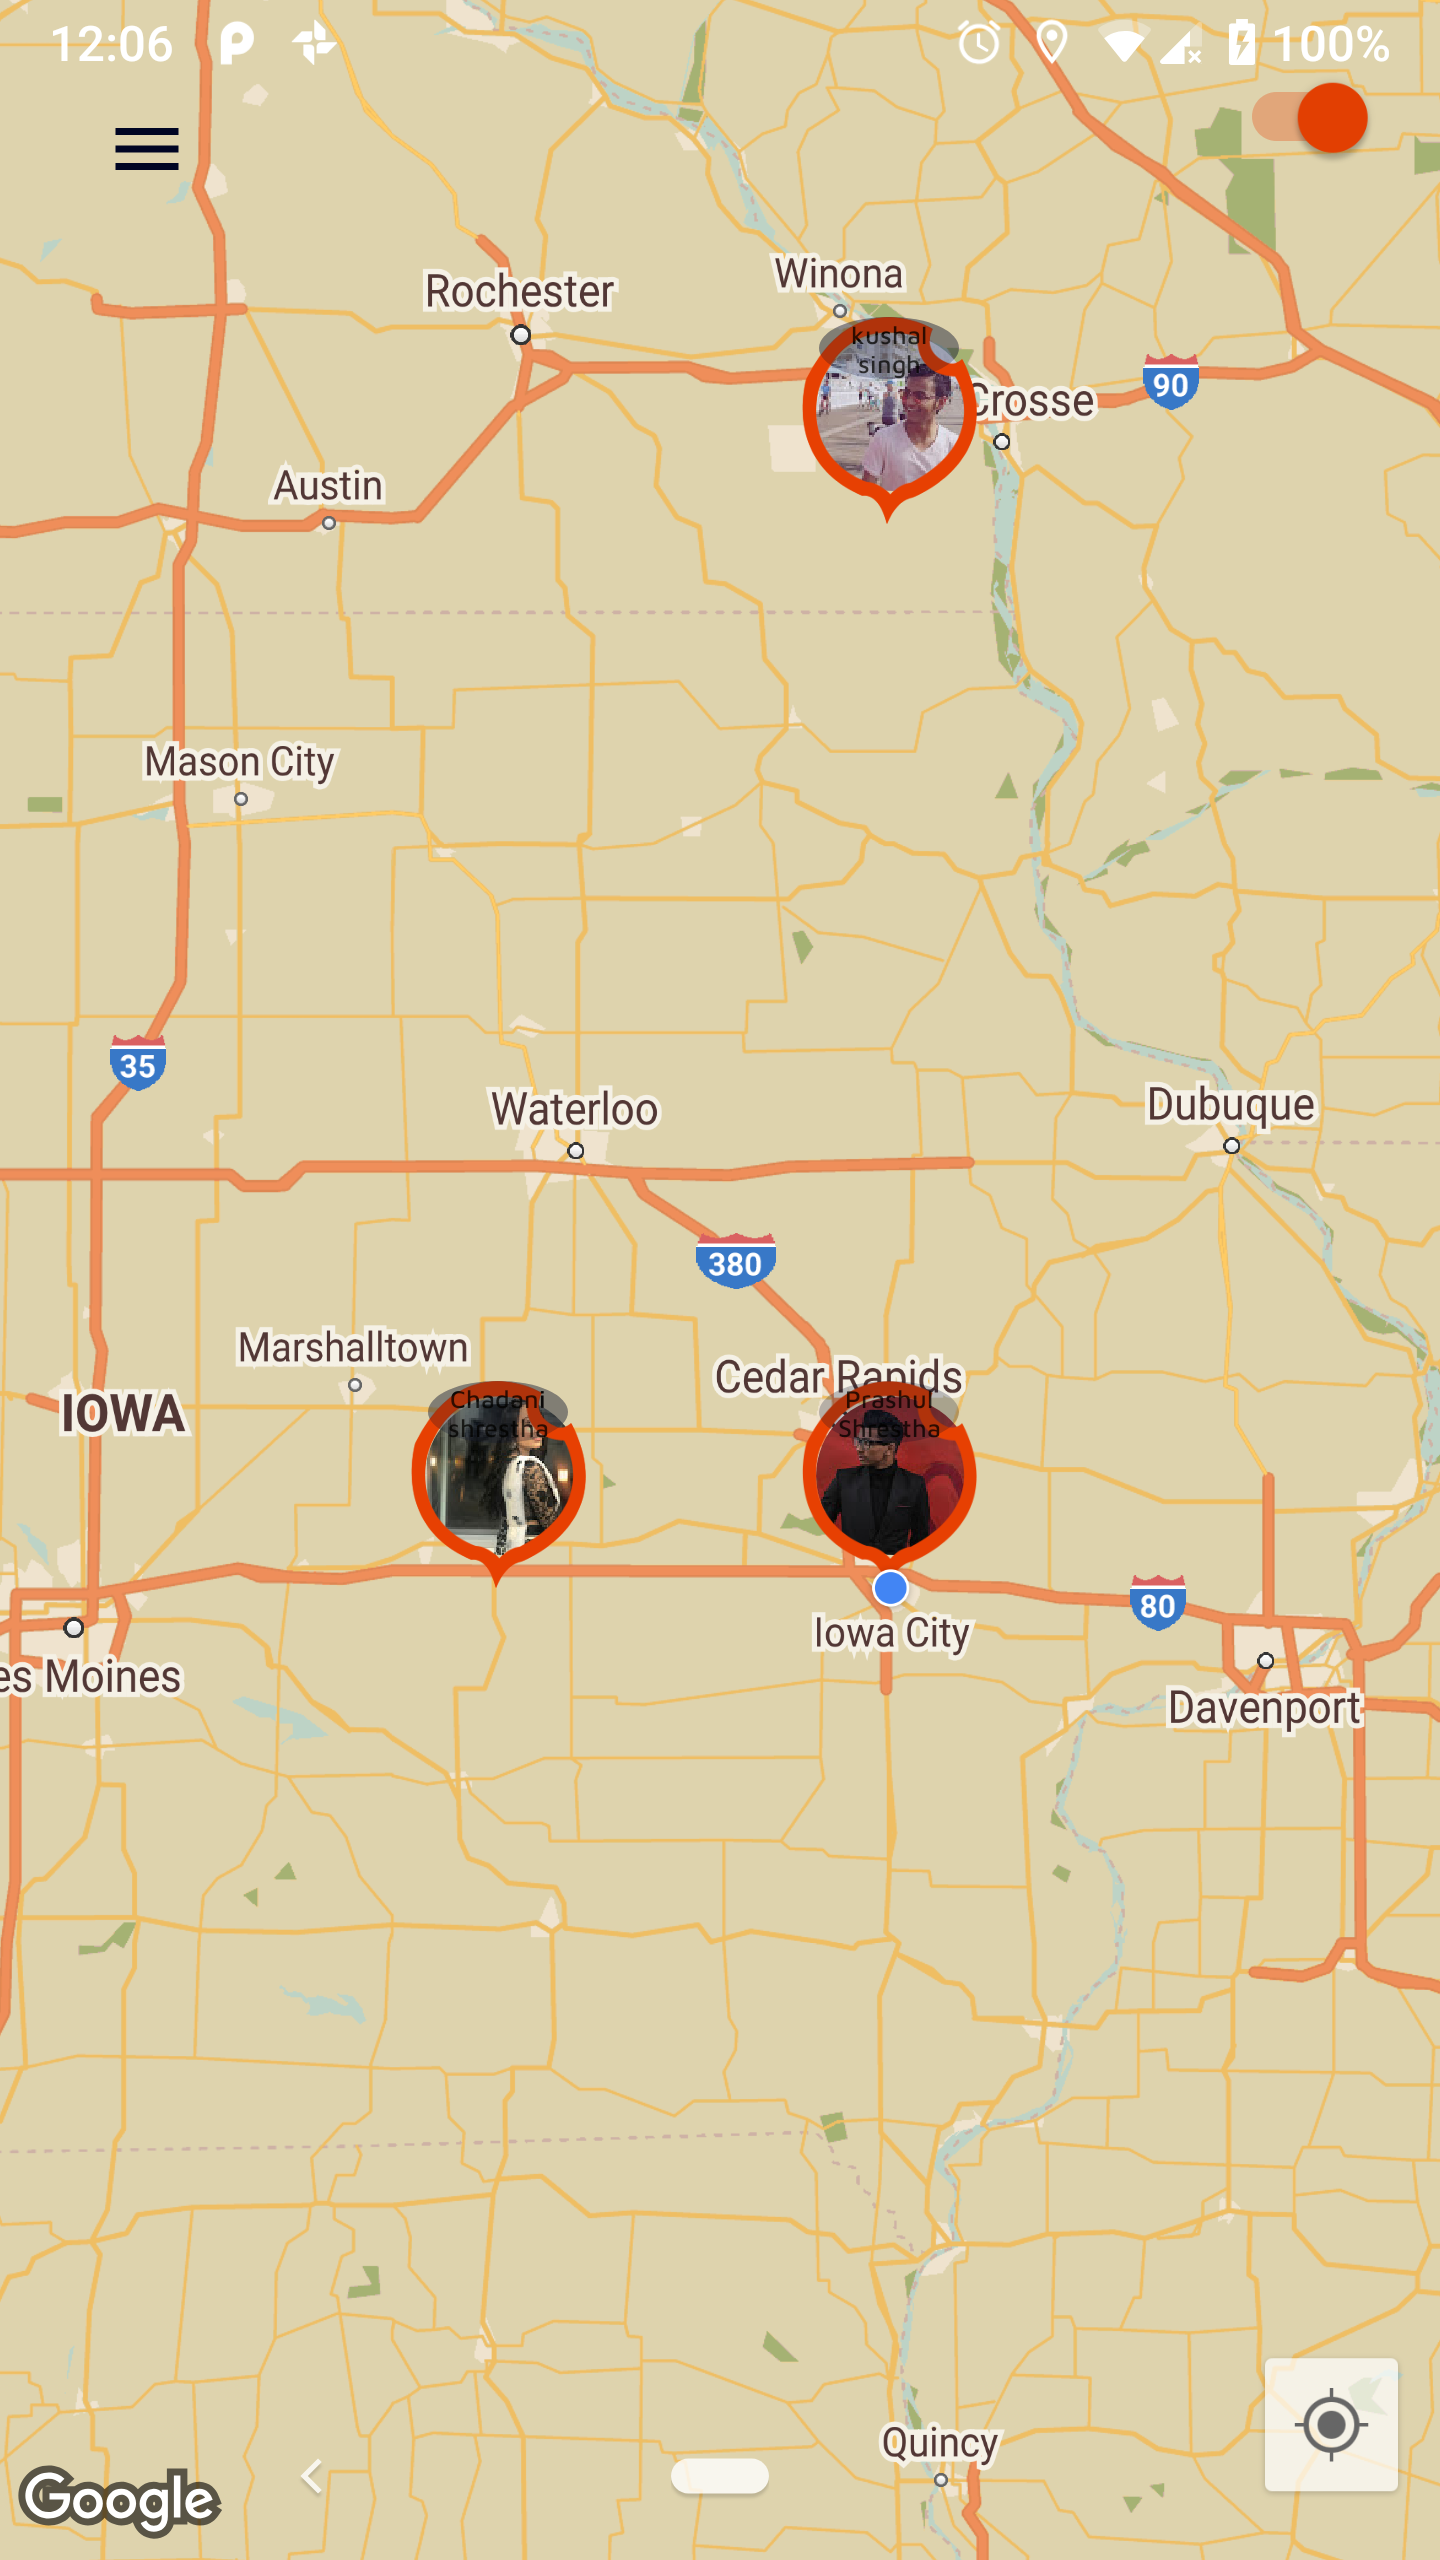 12:06
100%
Winona
Rochester
kushal
singh
90
Crosse
Austin
Mason City
35
Waterloo
Dubuque
380
Marshalltown
Cedar Rapids
IOWA
Chadani
shrestha
Prashul
Shrestha
80
Iowa City
es Moines
Davenport
Quincy
Google